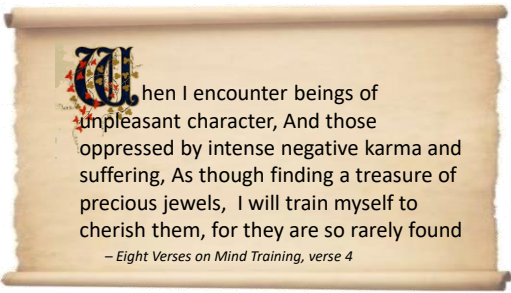 When I encounter beings of
unpleasant character, And those
oppressed by intense negative karma and
suffering, As though finding a treasure of
precious jewels,  I will train myself to
cherish them, for they are so rarely found
– Eight Verses on Mind Training, verse 4